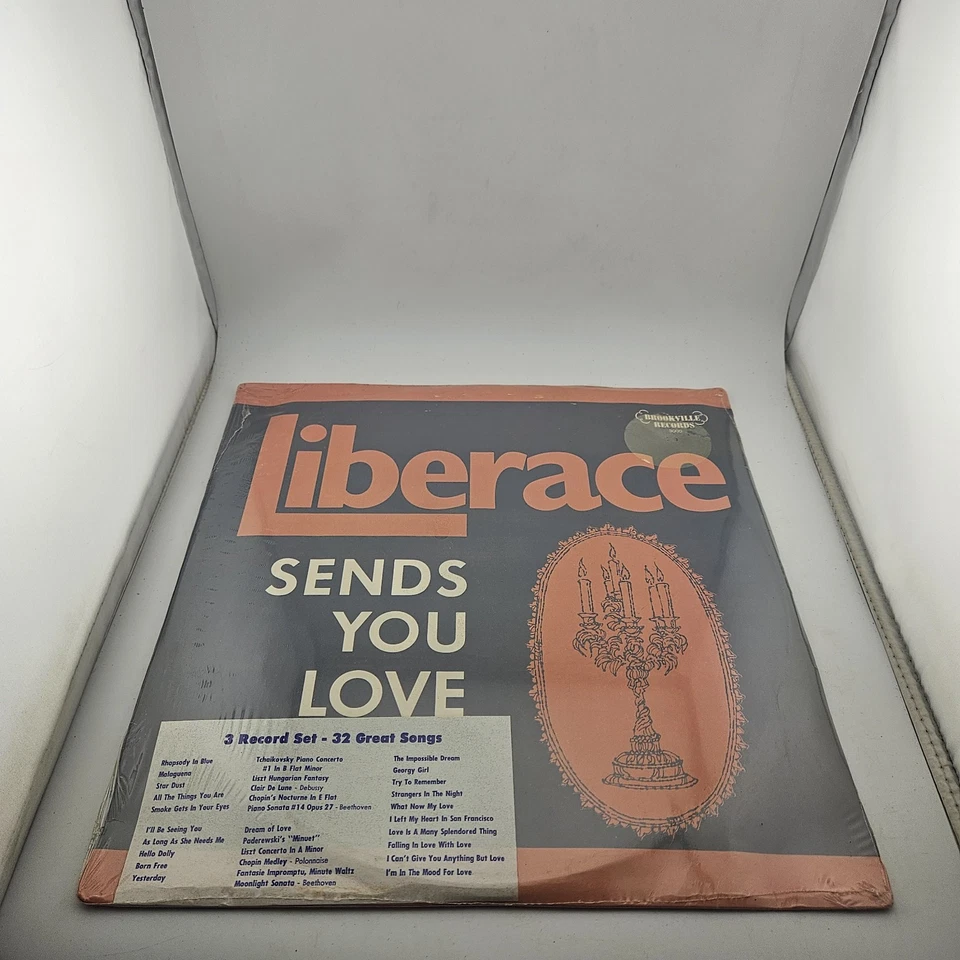 BROOKVILLE
RECORDS
Liberace
SENDS
YOU
LOVE
3 Record Set - 32 Great Songs
Rhapsody In Blue
Malaguena
Star Dust
All The Things You Are
Smoke Gets In Your Eyes
I'll Be Seeing You
As Long As She Needs Me
Hello Dolly
Born Free
Yesterday
Tchaikovsky Piano Concerto
#1 In B Flat Minor
Liszt Hungarian Fantasy
Clair De Lune - Debussy
Chopin's Nocturne In E Flat
Piano Sonata #14 Opus 27 - Beethoven
Dream of Love
Paderewski's "Minuet"
Liszt Concerto In A Minor
Chopin Medley - Polonnaise
Fantasie Impromptu, Minute Waltz
Moonlight Sonata - Beethoven
The Impossible Dream
Georgy Girl
Try To Remember
Strangers In The Night
What Now My Love
I Left My Heart In San Francisco
Love Is A Many Splendored Thing
Falling In Love With Love
I Can't Give You Anything But Love
I'm In The Mood For Love